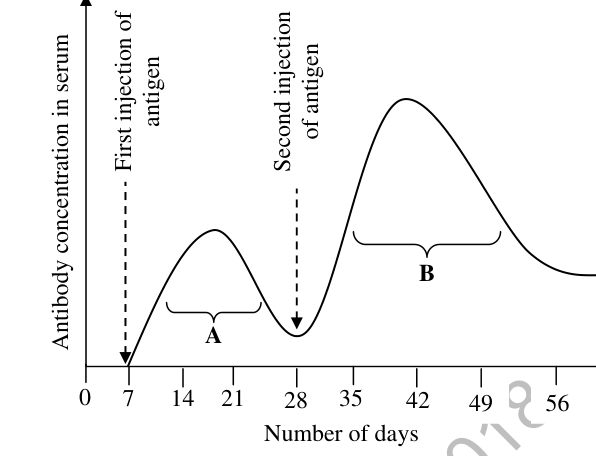 Antibody concentration in serum
First injection of
antigen
Second injection
of antigen
A
B
0 7 14 21 28 35 42 49 56
Number of days